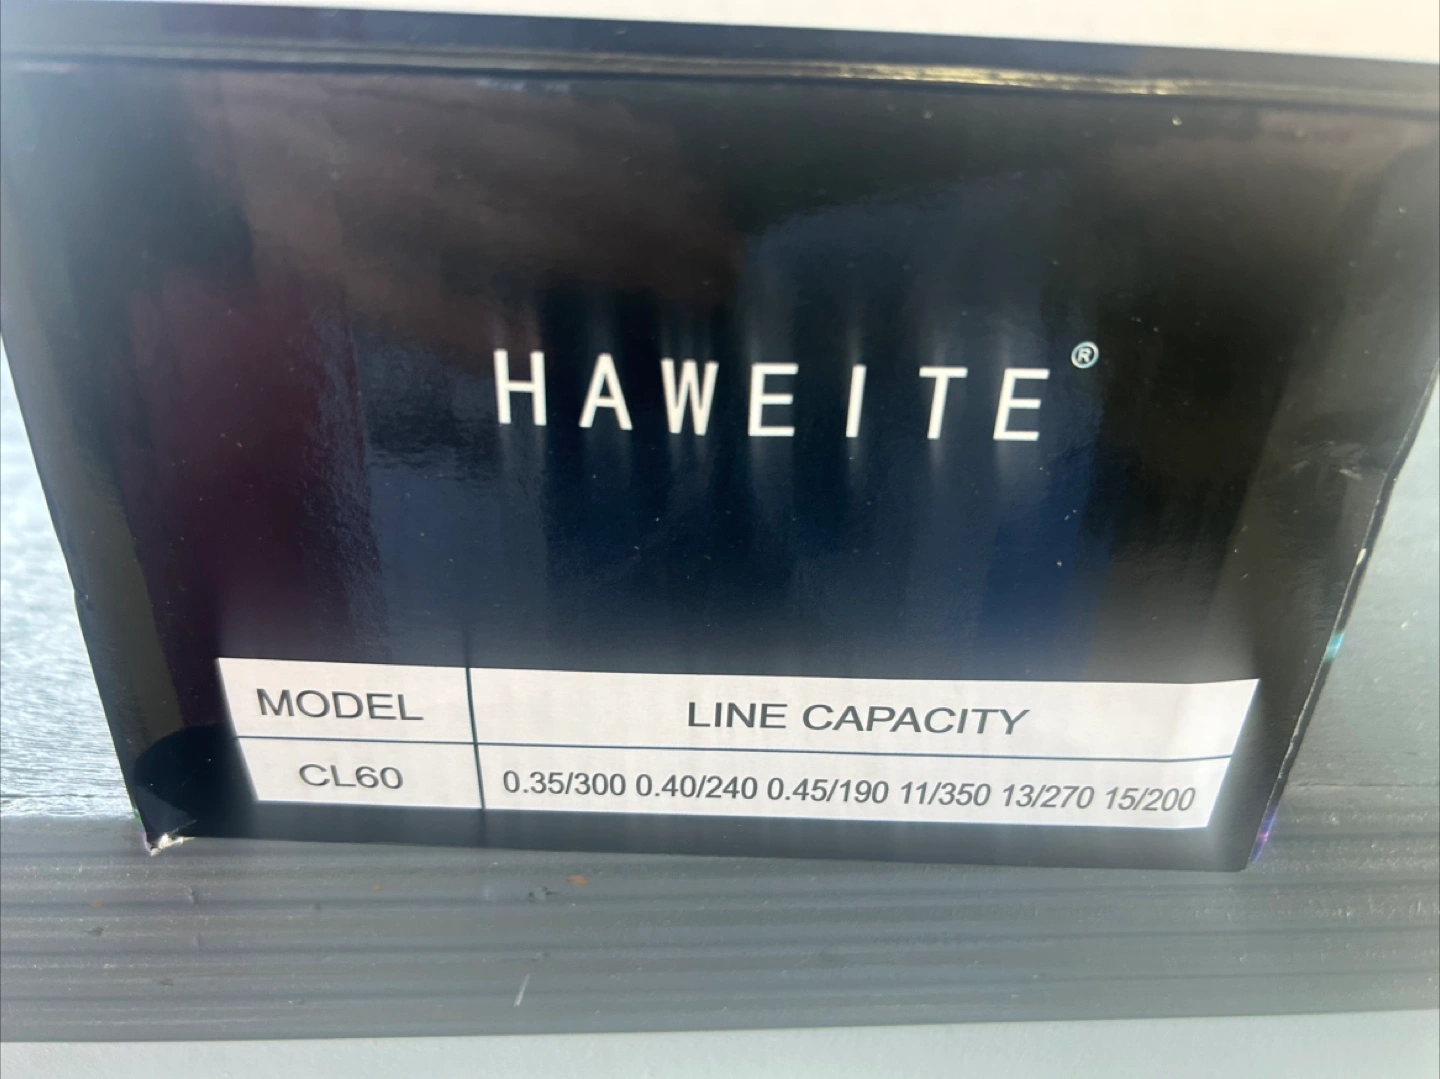 HAWEITE®
MODEL LINE CAPACITY
CL60 0.35/300 0.40/240 0.45/190 11/350 13/270 15/200